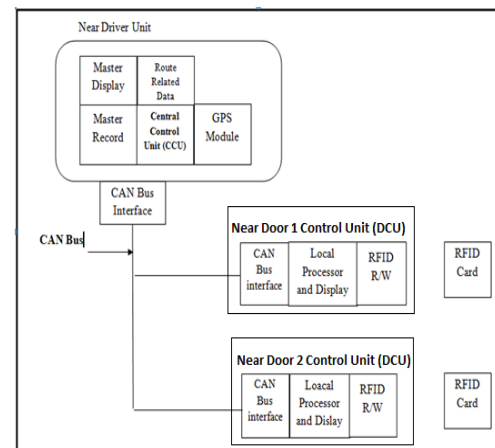 Near Driver Unit
Master
Display
Route
Related
Data
Master
Record
Central
Control
Unit (CCU)
GPS
Module
CAN Bus
Interface
CAN Bus
Near Door 1 Control Unit (DCU)
CAN
Bus
interface
Local
Processor
and Display
RFID
R/W
RFID
Card
Near Door 2 Control Unit (DCU)
CAN
Bus
interface
Loacal
Processor
and Dislay
RFID
R/W
RFID
Card